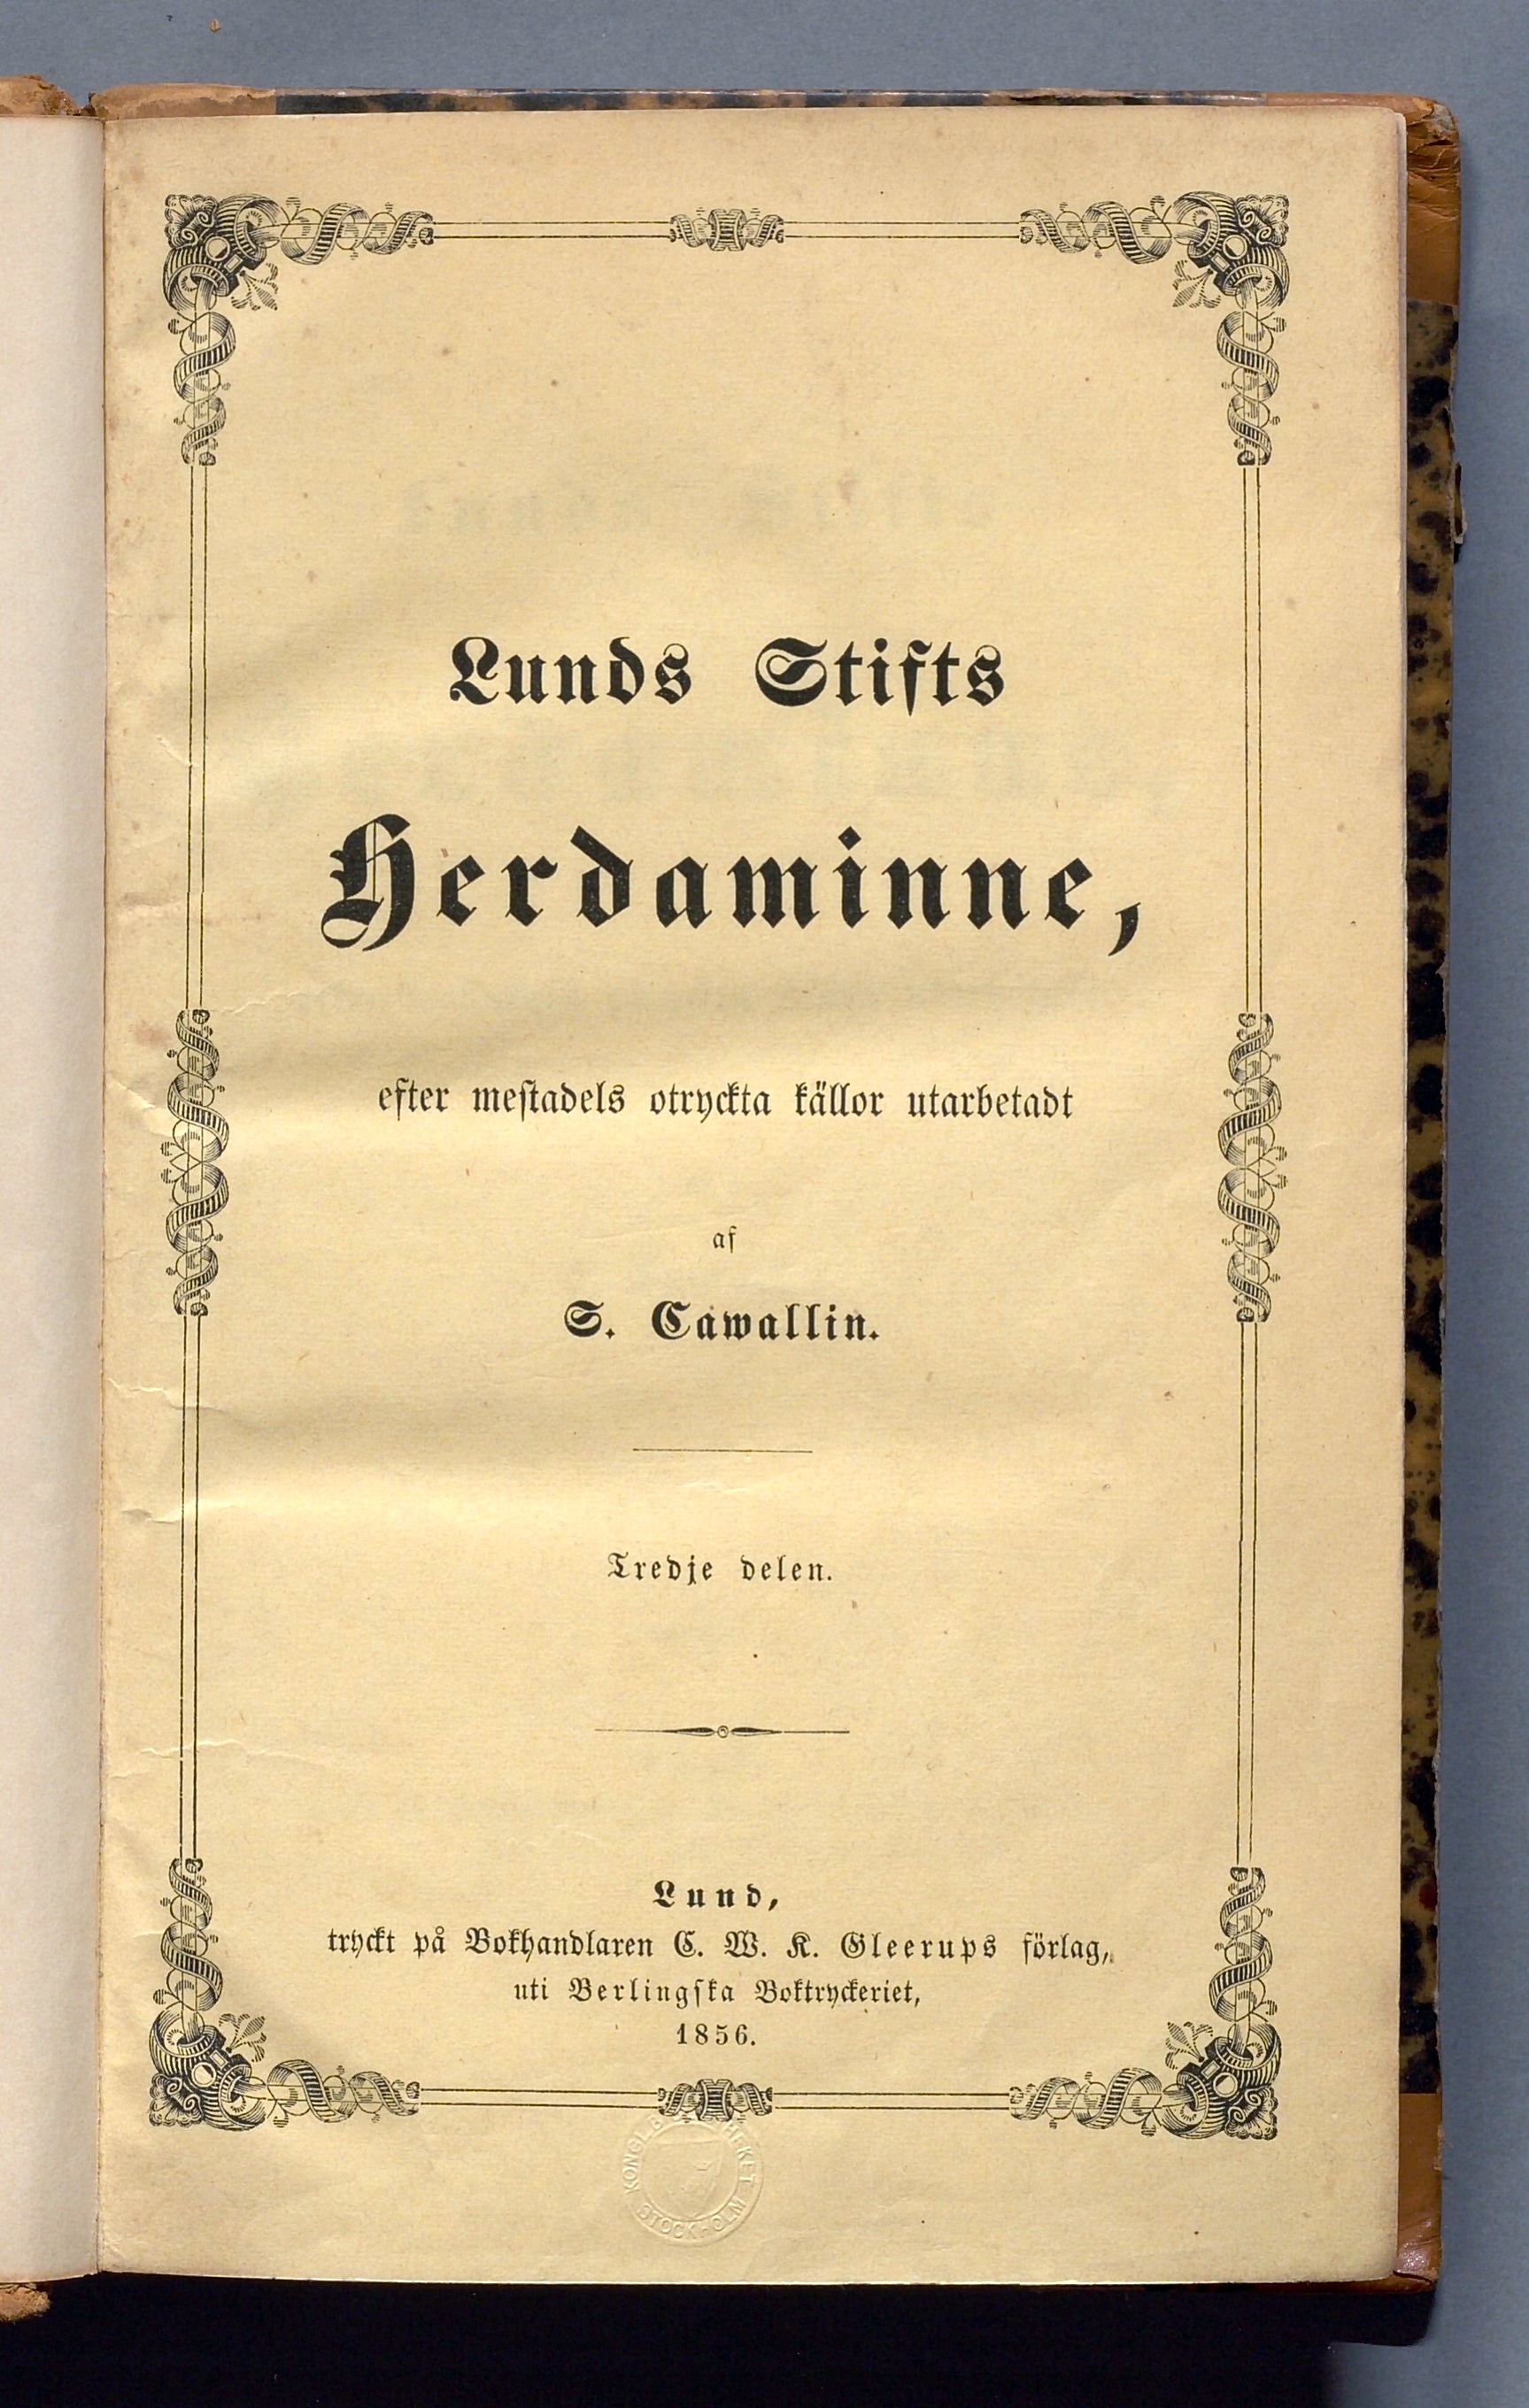 Lunds Stifts
Herdaminne,
efter mestadels otryckta källor utarbetadt
af
S. Cawallin.
Tredje delen.
Lund,
tryckt på Bokhandlaren C. W. K. Gleerups förlag,
uti Berlingska Boktryckeriet,
1856.
STOCKHOLM